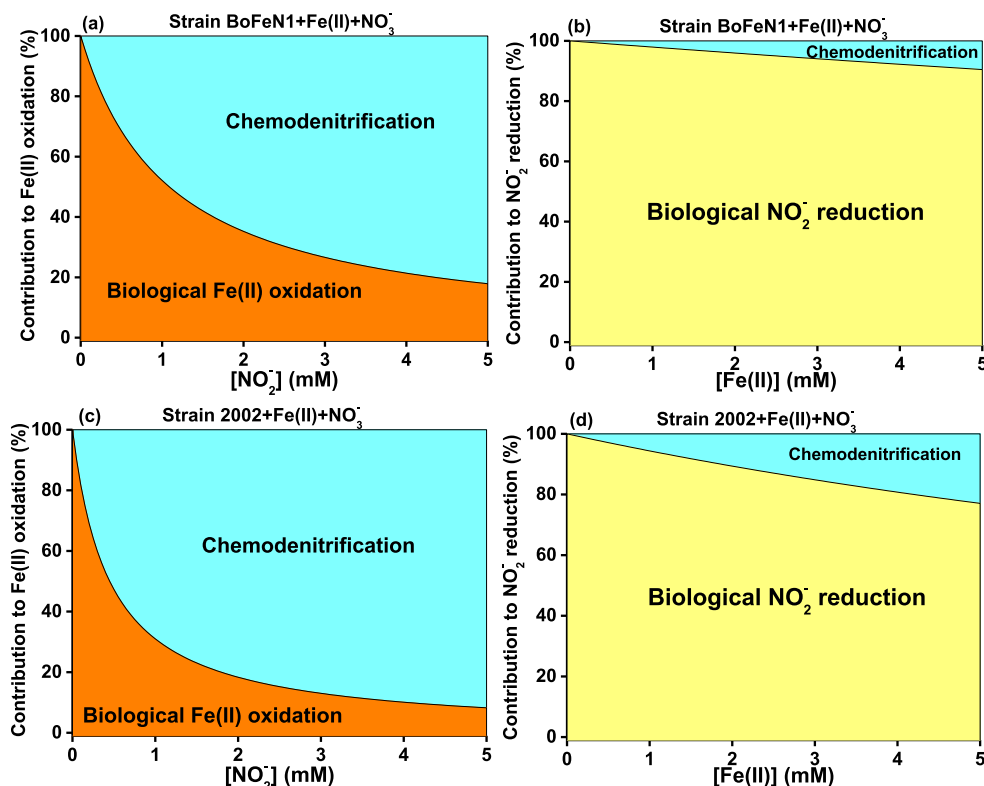 (a) Strain BoFeN1+Fe(II)+NO₃⁻
Contribution to Fe(II) oxidation (%)
100
80
60
40
20
0
Chemodenitrification
Biological Fe(II) oxidation
0 1 2 3 4 5
[NO₂⁻] (mM)
(b) Strain BoFeN1+Fe(II)+NO₃⁻
Contribution to NO₂⁻ reduction (%)
100
80
60
40
20
0
Chemodenitrification
Biological NO₂⁻ reduction
0 1 2 3 4 5
[Fe(II)] (mM)
(c) Strain 2002+Fe(II)+NO₃⁻
Contribution to Fe(II) oxidation (%)
100
80
60
40
20
0
Chemodenitrification
Biological Fe(II) oxidation
0 1 2 3 4 5
[NO₂⁻] (mM)
(d) Strain 2002+Fe(II)+NO₃⁻
Contribution to NO₂⁻ reduction (%)
100
80
60
40
20
0
Chemodenitrification
Biological NO₂⁻ reduction
0 1 2 3 4 5
[Fe(II)] (mM)